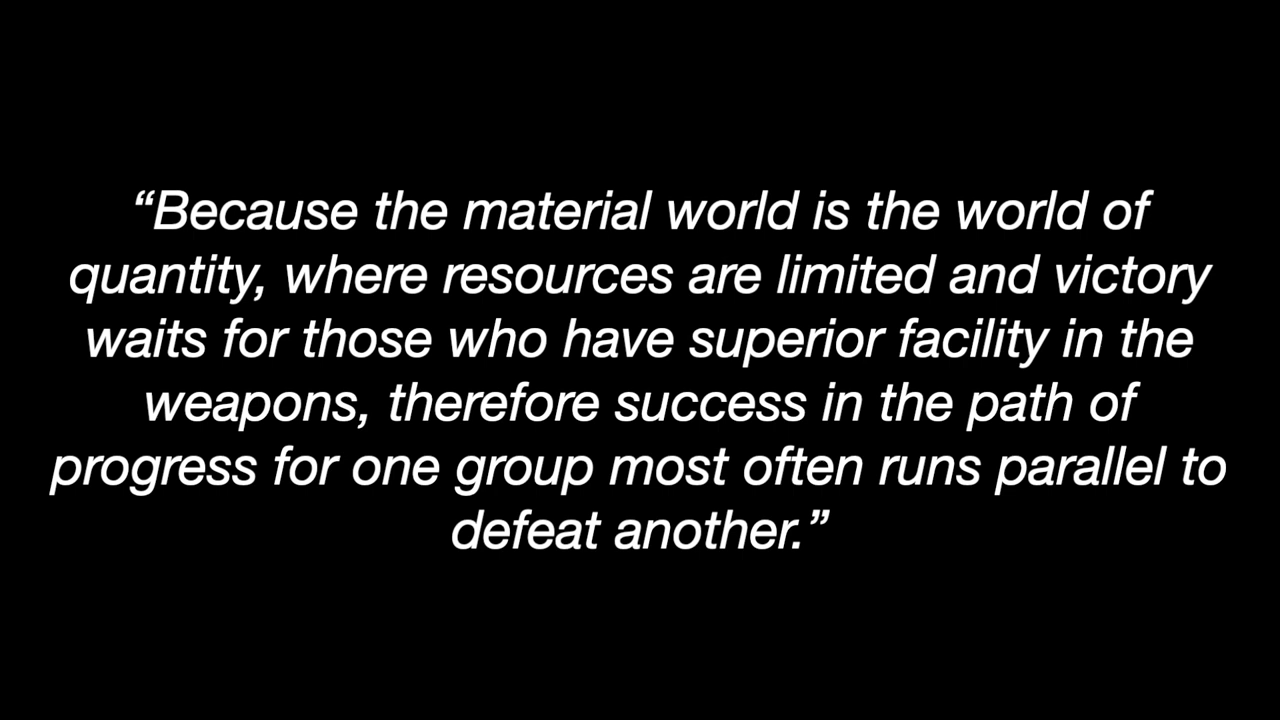 “Because the material world is the world of
quantity, where resources are limited and victory
waits for those who have superior facility in the
weapons, therefore success in the path of
progress for one group most often runs parallel to
defeat another.”